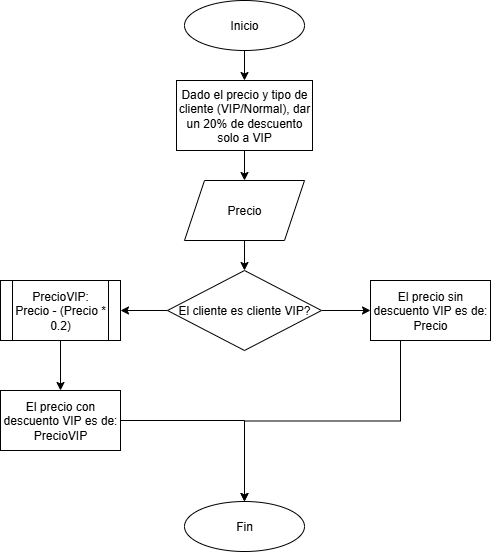 Inicio
Dado el precio y tipo de
cliente (VIP/Normal), dar
un 20% de descuento
solo a VIP
Precio
El cliente es cliente VIP?
PrecioVIP:
Precio - (Precio *
0.2)
El precio sin
descuento VIP es de:
Precio
El precio con
descuento VIP es de:
PrecioVIP
Fin